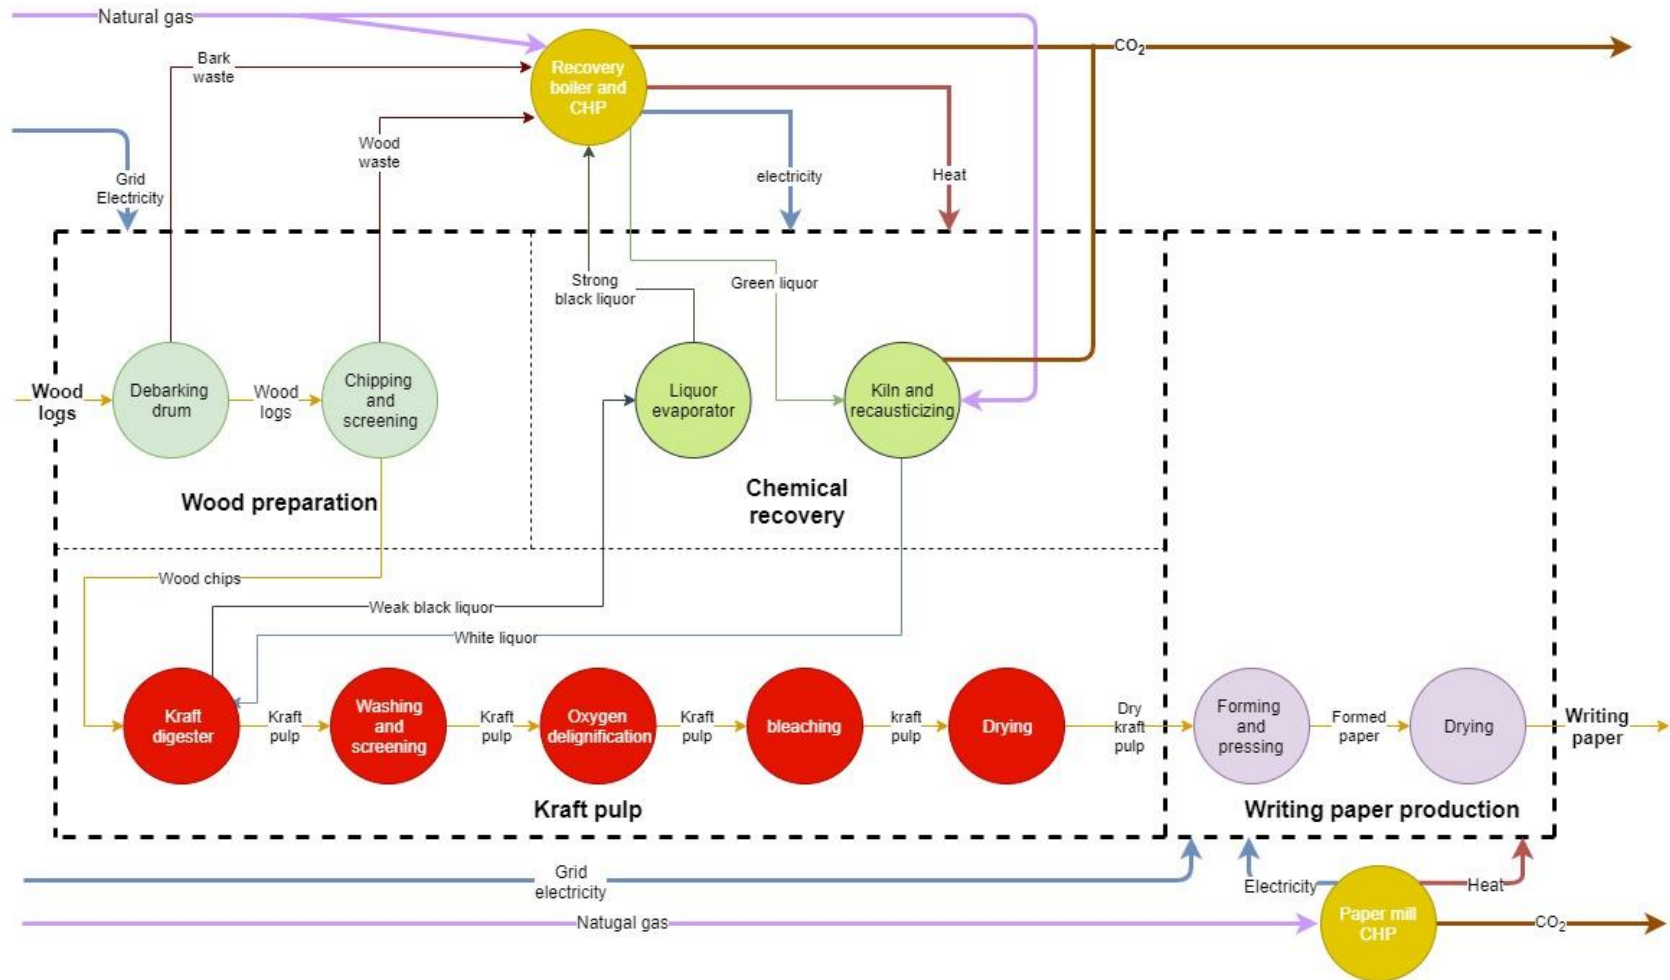 Natural gas
CO₂
Recovery
boiler and
CHP
Bark
waste
Wood
waste
Grid
Electricity
electricity
Heat
Strong
black liquor
Green liquor
Wood
logs
Debarking
drum
Wood
logs
Chipping
and
screening
Liquor
evaporator
Kiln and
recausticizing
Wood preparation
Chemical
recovery
Wood chips
Weak black liquor
White liquor
Kraft
digester
Kraft
pulp
Washing
and
screening
Kraft
pulp
Oxygen
delignification
Kraft
pulp
bleaching
kraft
pulp
Drying
Dry
kraft
pulp
Forming
and
pressing
Formed
paper
Drying
Writing
paper
Kraft pulp
Writing paper production
Grid
electricity
Electricity
Heat
Natugal gas
Paper mill
CHP
CO₂